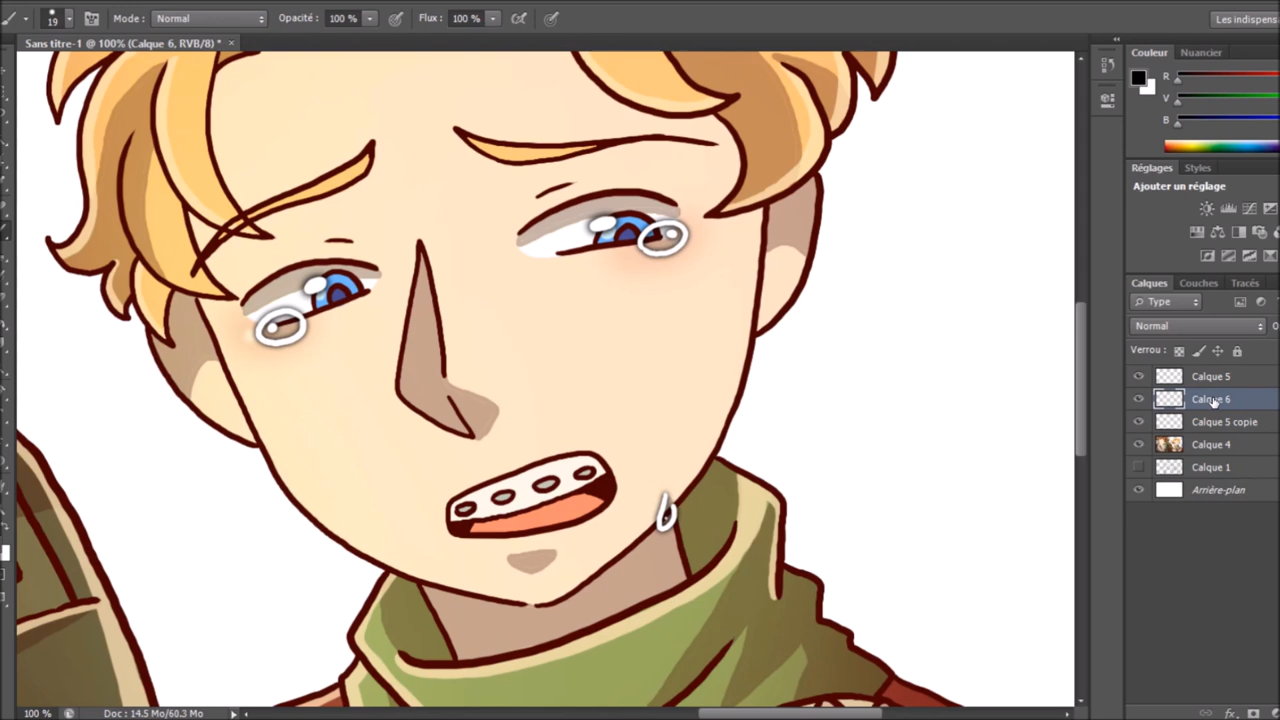 19 Mode : Normal Opacité : 100 % Flux : 100 % Les indispens
Sans titre-1 @ 100% (Calque 6, RVB/8) * ×
Couleur Nuancier
R
V
B
Réglages Styles
Ajouter un réglage
Calques Couches Tracés
Type
Normal O
Verrou :
Calque 5
Calque 6
Calque 5 copie
Calque 4
Calque 1
Arrière-plan
100 % Doc : 14.5 Mo/60.3 Mo
fx